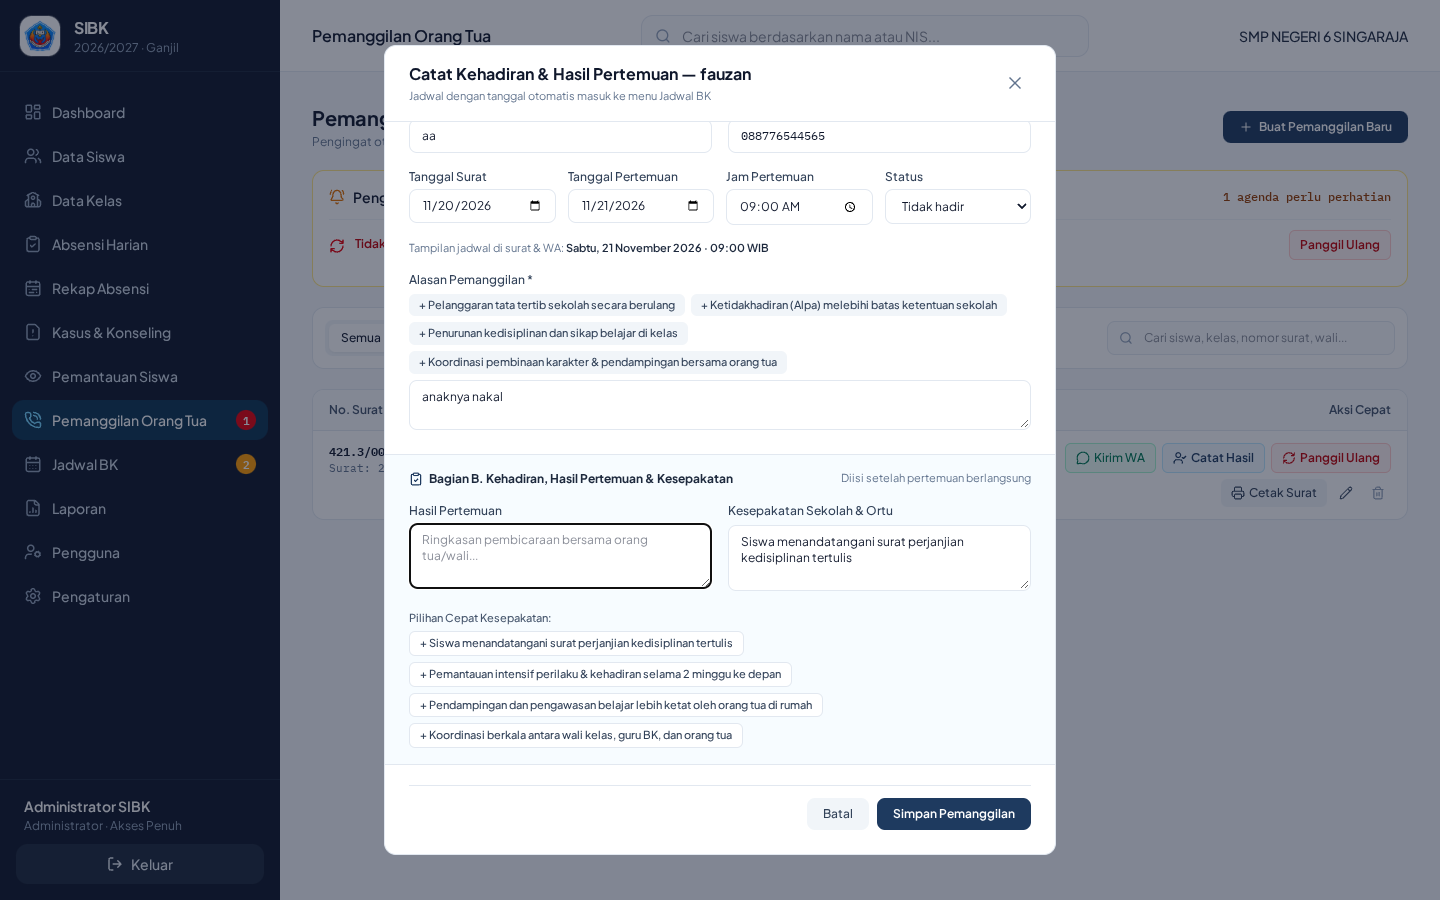 SIBK
2026/2027 · Ganjil
Dashboard
Data Siswa
Data Kelas
Absensi Harian
Rekap Absensi
Kasus & Konseling
Pemantauan Siswa
Pemanggilan Orang Tua
1
Jadwal BK
2
Laporan
Pengguna
Pengaturan
Administrator SIBK
Administrator · Akses Penuh
Keluar
Pemanggilan Orang Tua
Cari siswa berdasarkan nama atau NIS...
SMP NEGERI 6 SINGARAJA
Buat Pemanggilan Baru
1 agenda perlu perhatian
Tidak
Panggil Ulang
Semua
Cari siswa, kelas, nomor surat, wali...
No. Surat
Aksi Cepat
421.3/00
Surat: 2
Kirim WA
Catat Hasil
Panggil Ulang
Cetak Surat
Catat Kehadiran & Hasil Pertemuan — fauzan
Jadwal dengan tanggal otomatis masuk ke menu Jadwal BK
aa
088776544565
Tanggal Surat
Tanggal Pertemuan
Jam Pertemuan
Status
11/20/2026
11/21/2026
09:00 AM
Tidak hadir
Tampilan jadwal di surat & WA: Sabtu, 21 November 2026 · 09:00 WIB
Alasan Pemanggilan *
+ Pelanggaran tata tertib sekolah secara berulang
+ Ketidakhadiran (Alpa) melebihi batas ketentuan sekolah
+ Penurunan kedisiplinan dan sikap belajar di kelas
+ Koordinasi pembinaan karakter & pendampingan bersama orang tua
anaknya nakal
Bagian B. Kehadiran, Hasil Pertemuan & Kesepakatan
Diisi setelah pertemuan berlangsung
Hasil Pertemuan
Ringkasan pembicaraan bersama orang
tua/wali...
Kesepakatan Sekolah & Ortu
Siswa menandatangani surat perjanjian
kedisiplinan tertulis
Pilihan Cepat Kesepakatan:
+ Siswa menandatangani surat perjanjian kedisiplinan tertulis
+ Pemantauan intensif perilaku & kehadiran selama 2 minggu ke depan
+ Pendampingan dan pengawasan belajar lebih ketat oleh orang tua di rumah
+ Koordinasi berkala antara wali kelas, guru BK, dan orang tua
Batal
Simpan Pemanggilan